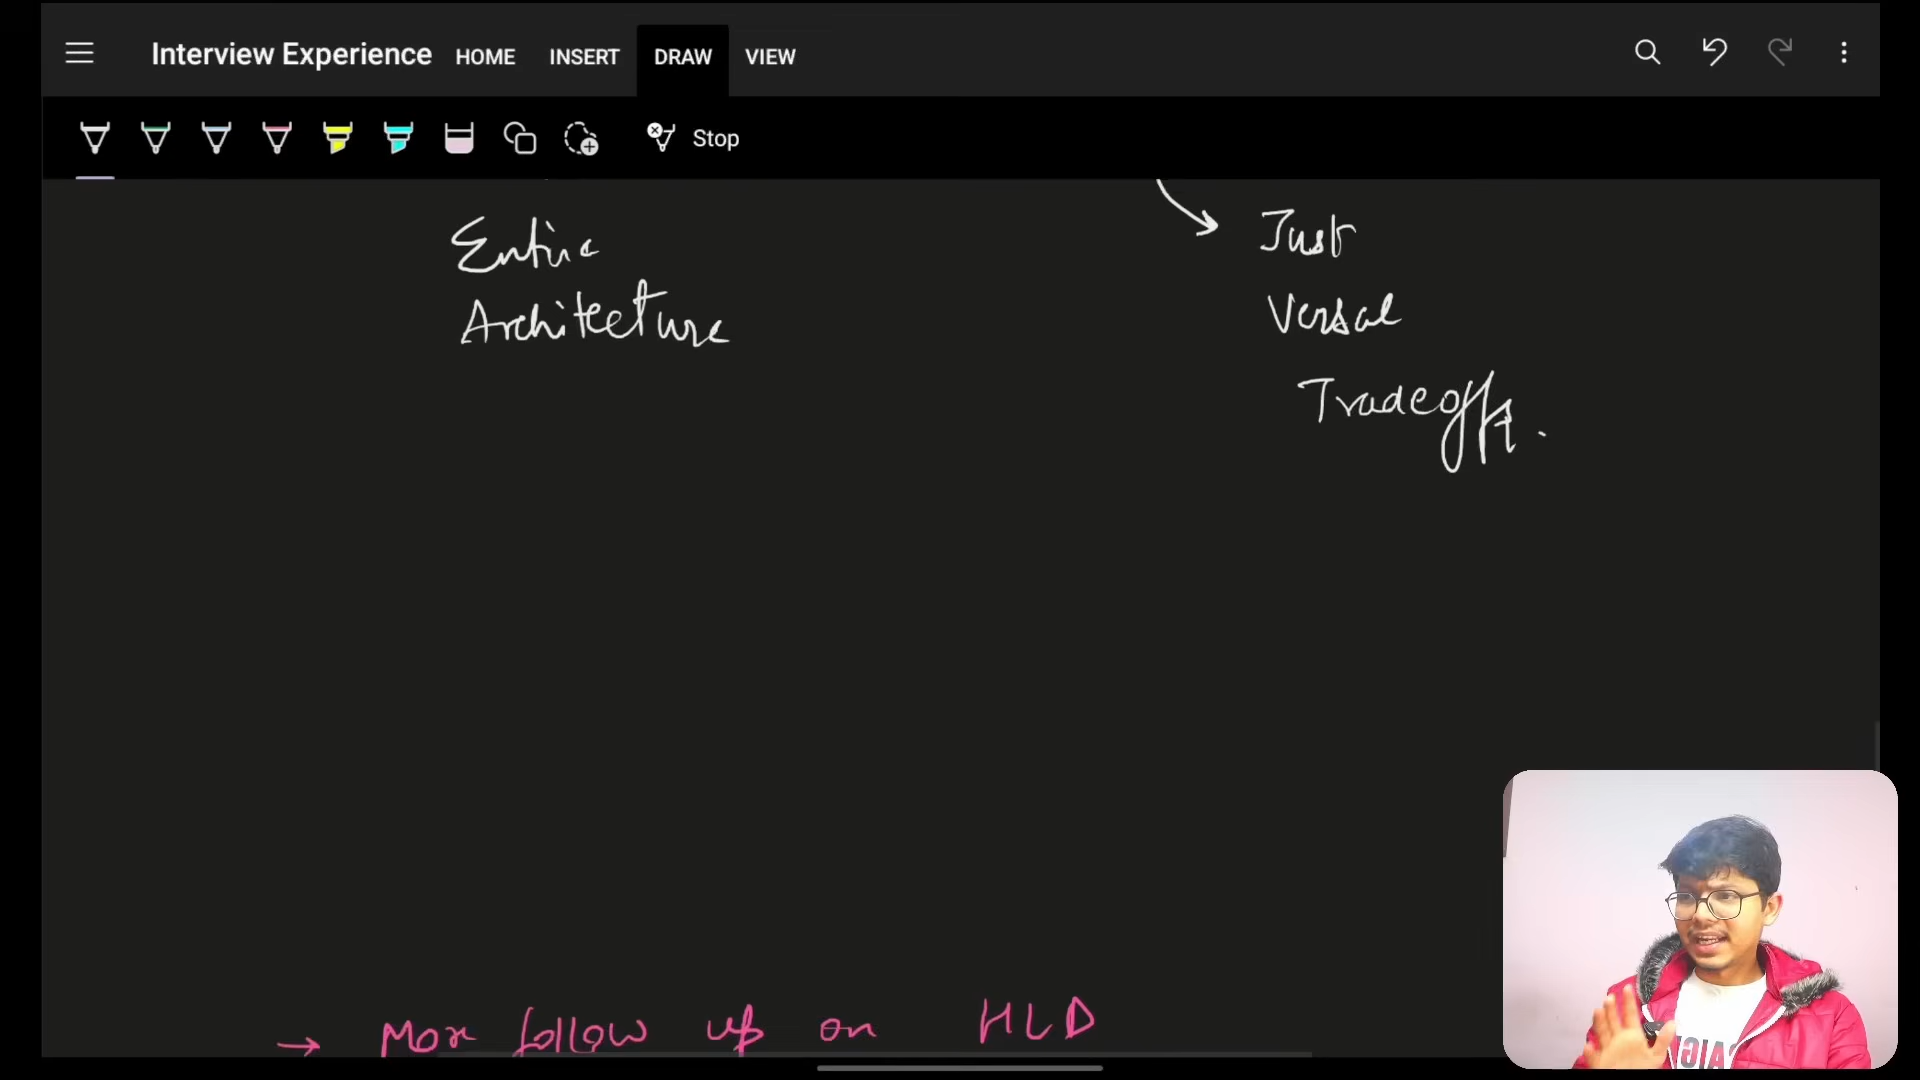 Interview Experience HOME INSERT DRAW VIEW
Stop
Entire
Architecture
Just
Versal
Tradeoffs.
→ More follow up on HLD